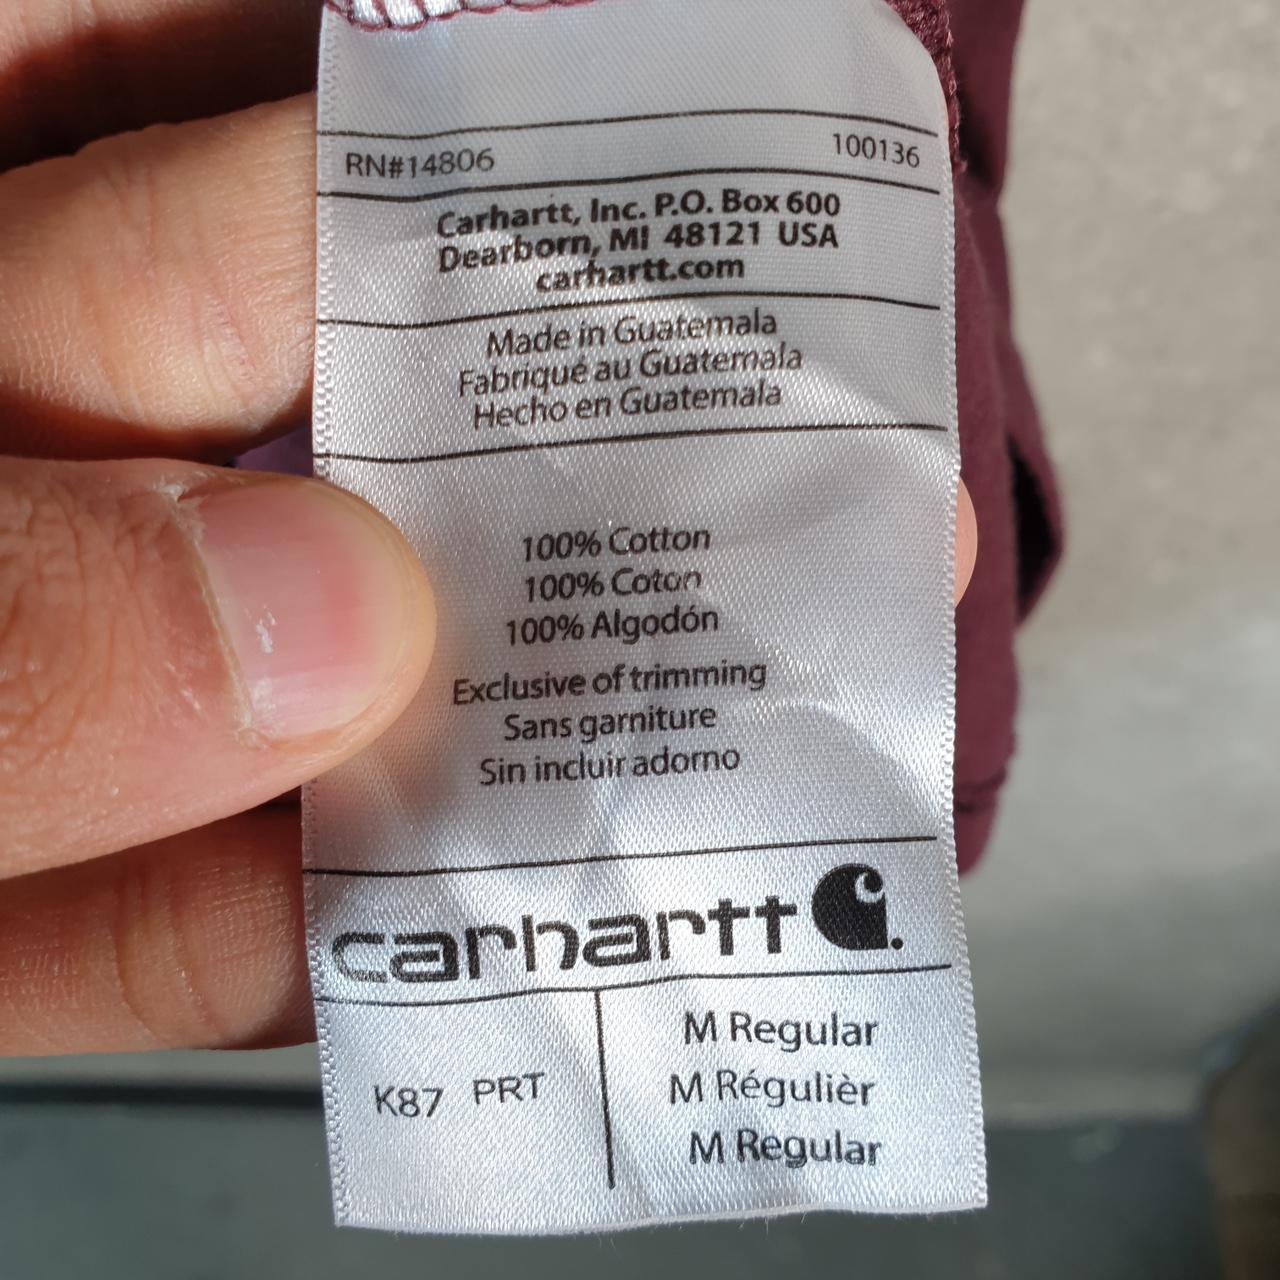 RN#14806 100136
Carhartt, Inc. P.O. Box 600
Dearborn, MI 48121 USA
carhartt.com
Made in Guatemala
Fabriqué au Guatemala
Hecho en Guatemala
100% Cotton
100% Coton
100% Algodón
Exclusive of trimming
Sans garniture
Sin incluir adorno
carhartt
K87 PRT
M Regular
M Régulièr
M Regular